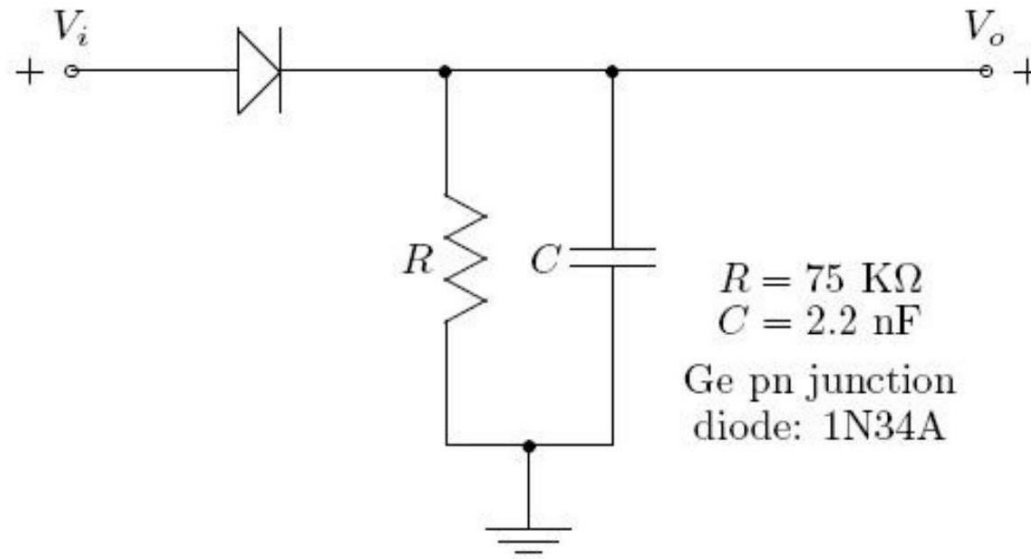 V_i
V_o
+
+
R
C
R = 75 KΩ
C = 2.2 nF
Ge pn junction
diode: 1N34A